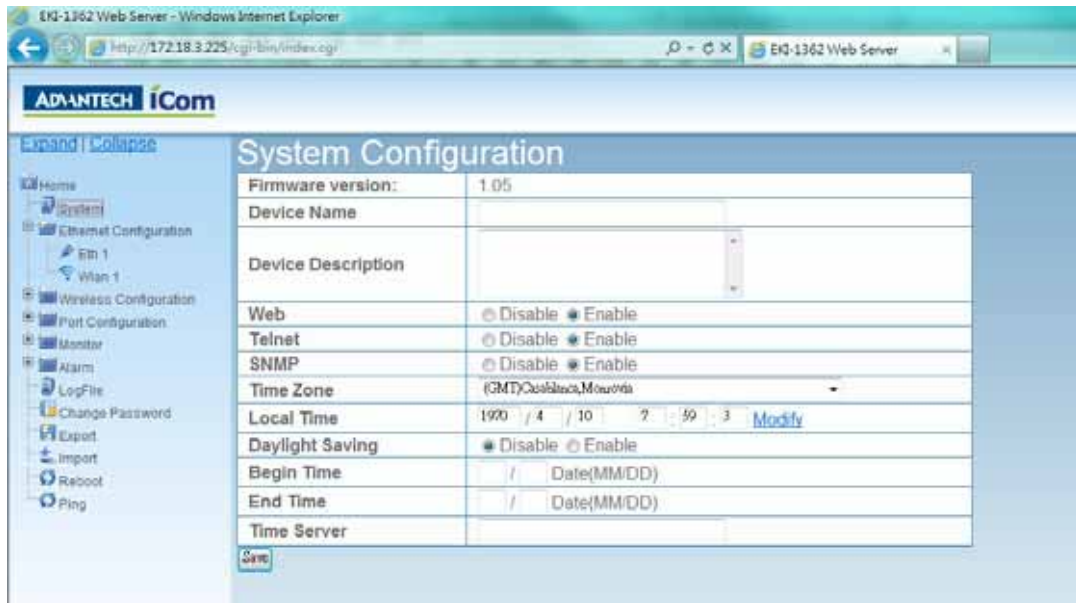 EKI-1362 Web Server - Windows Internet Explorer
http://172.18.3.225/cgi-bin/index.cgi
EKI-1362 Web Server
ADVANTECH iCom
Expand | Collapse
Home
System
Ethernet Configuration
Eth 1
Wlan 1
Wireless Configuration
Port Configuration
Monitor
Alarm
LogFile
Change Password
Export
Import
Reboot
Ping
System Configuration
Firmware version: 1.05
Device Name
Device Description
Web Disable Enable
Telnet Disable Enable
SNMP Disable Enable
Time Zone (GMT)Casablanca,Monrovia
Local Time 1970 / 4 / 10 7 : 59 : 3 Modify
Daylight Saving Disable Enable
Begin Time / Date(MM/DD)
End Time / Date(MM/DD)
Time Server
Save